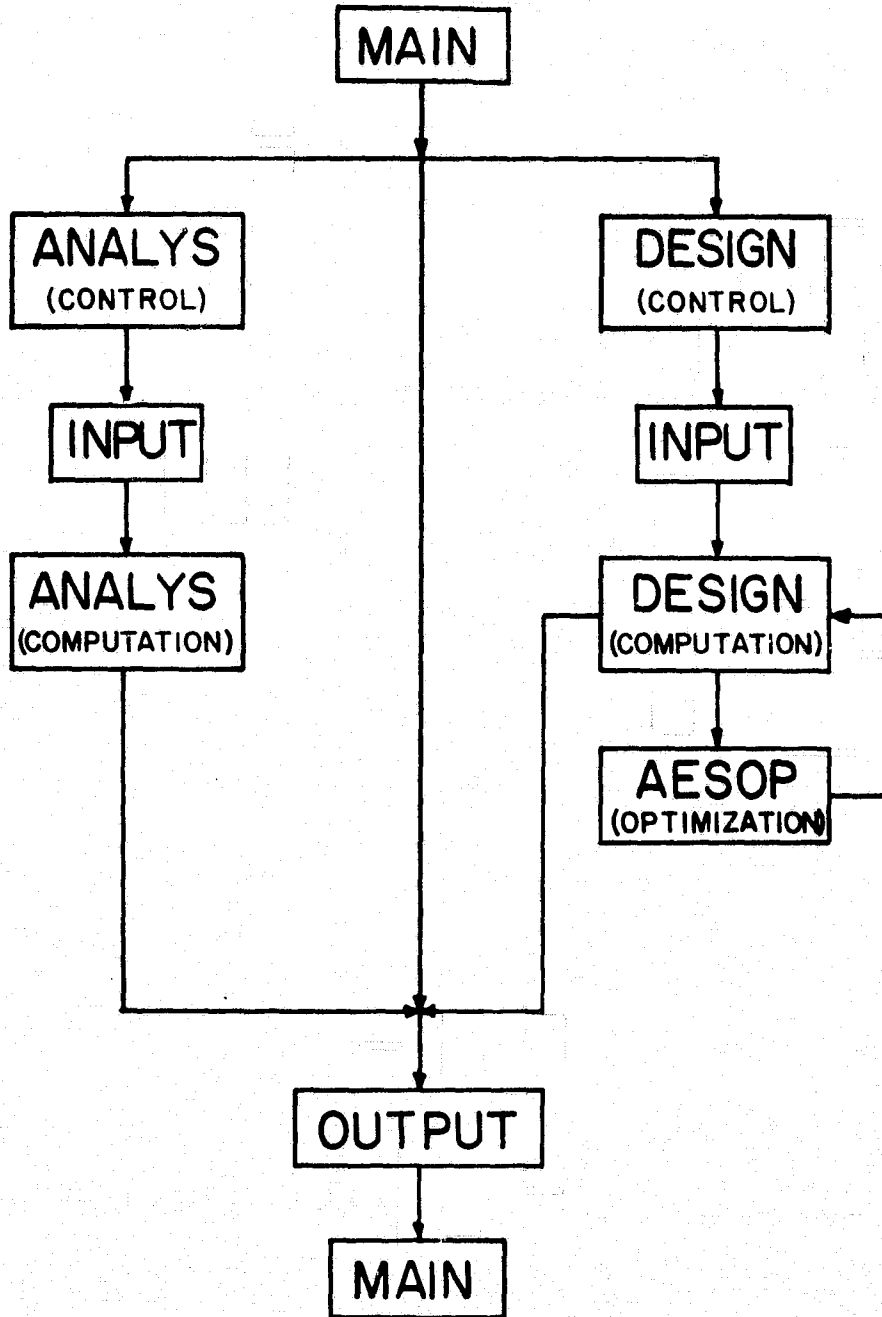 MAIN
ANALYS
(CONTROL)
INPUT
ANALYS
(COMPUTATION)
DESIGN
(CONTROL)
INPUT
DESIGN
(COMPUTATION)
AESOP
(OPTIMIZATION)
OUTPUT
MAIN